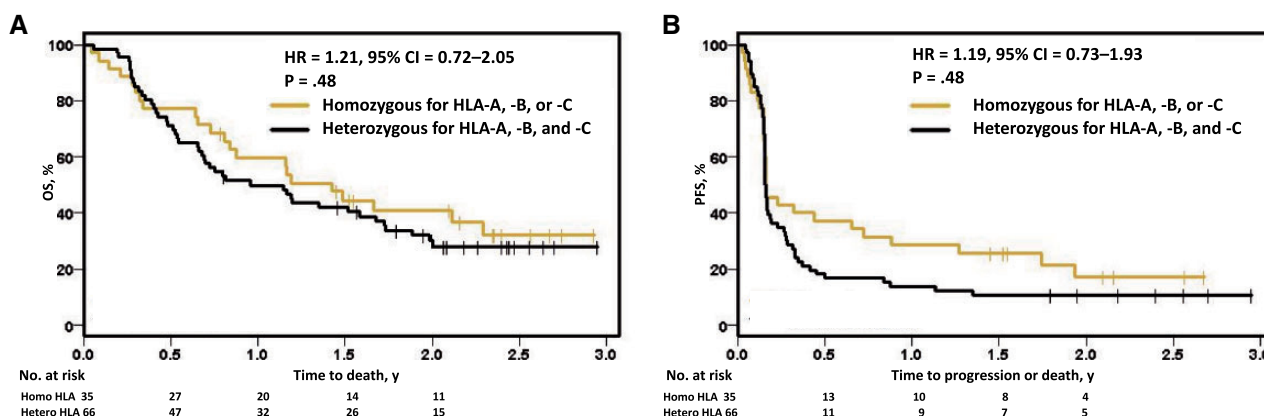 A
100
80
60
40
20
0
OS, %
HR = 1.21, 95% CI = 0.72–2.05
P = .48
Homozygous for HLA-A, -B, or -C
Heterozygous for HLA-A, -B, and -C
0.0 0.5 1.0 1.5 2.0 2.5 3.0
No. at risk Time to death, y
Homo HLA 35 27 20 14 11
Hetero HLA 66 47 32 26 15
B
100
80
60
40
20
0
PFS, %
HR = 1.19, 95% CI = 0.73–1.93
P = .48
Homozygous for HLA-A, -B, or -C
Heterozygous for HLA-A, -B, and -C
0.0 0.5 1.0 1.5 2.0 2.5 3.0
No. at risk Time to progression or death, y
Homo HLA 35 13 10 8 4
Hetero HLA 66 11 9 7 5